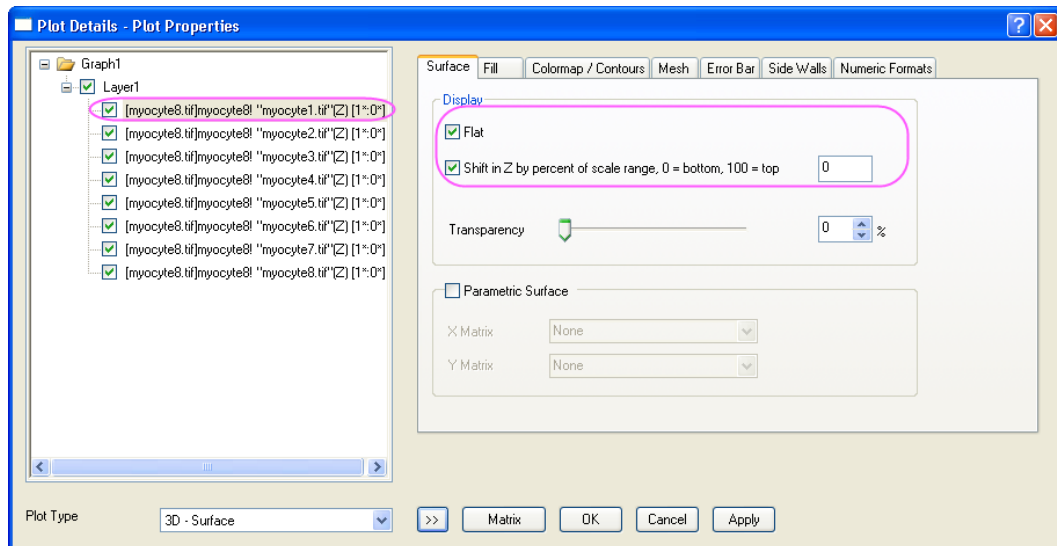 Plot Details - Plot Properties
Graph1
Layer1
[myocyte8.tif]myocyte8! "myocyte1.tif"(Z) [1*:0*]
[myocyte8.tif]myocyte8! "myocyte2.tif"(Z) [1*:0*]
[myocyte8.tif]myocyte8! "myocyte3.tif"(Z) [1*:0*]
[myocyte8.tif]myocyte8! "myocyte4.tif"(Z) [1*:0*]
[myocyte8.tif]myocyte8! "myocyte5.tif"(Z) [1*:0*]
[myocyte8.tif]myocyte8! "myocyte6.tif"(Z) [1*:0*]
[myocyte8.tif]myocyte8! "myocyte7.tif"(Z) [1*:0*]
[myocyte8.tif]myocyte8! "myocyte8.tif"(Z) [1*:0*]
Surface Fill Colormap / Contours Mesh Error Bar Side Walls Numeric Formats
Display
Flat
Shift in Z by percent of scale range, 0 = bottom, 100 = top 0
Transparency 0 %
Parametric Surface
X Matrix None
Y Matrix None
Plot Type 3D - Surface >> Matrix OK Cancel Apply